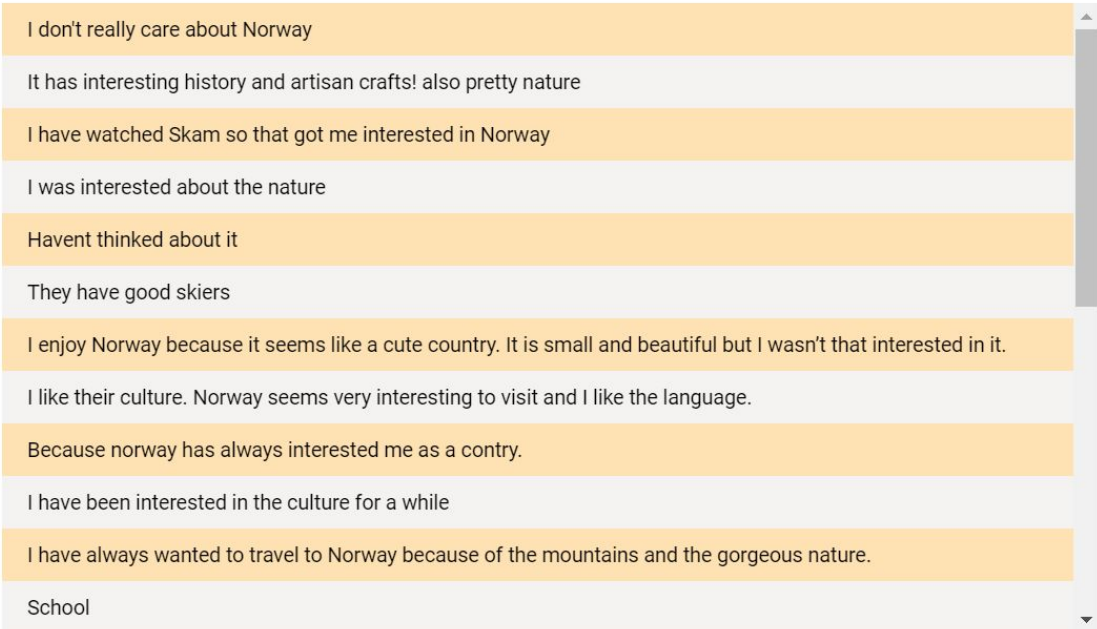 I don't really care about Norway
It has interesting history and artisan crafts! also pretty nature
I have watched Skam so that got me interested in Norway
I was interested about the nature
Havent thinked about it
They have good skiers
I enjoy Norway because it seems like a cute country. It is small and beautiful but I wasn’t that interested in it.
I like their culture. Norway seems very interesting to visit and I like the language.
Because norway has always interested me as a contry.
I have been interested in the culture for a while
I have always wanted to travel to Norway because of the mountains and the gorgeous nature.
School